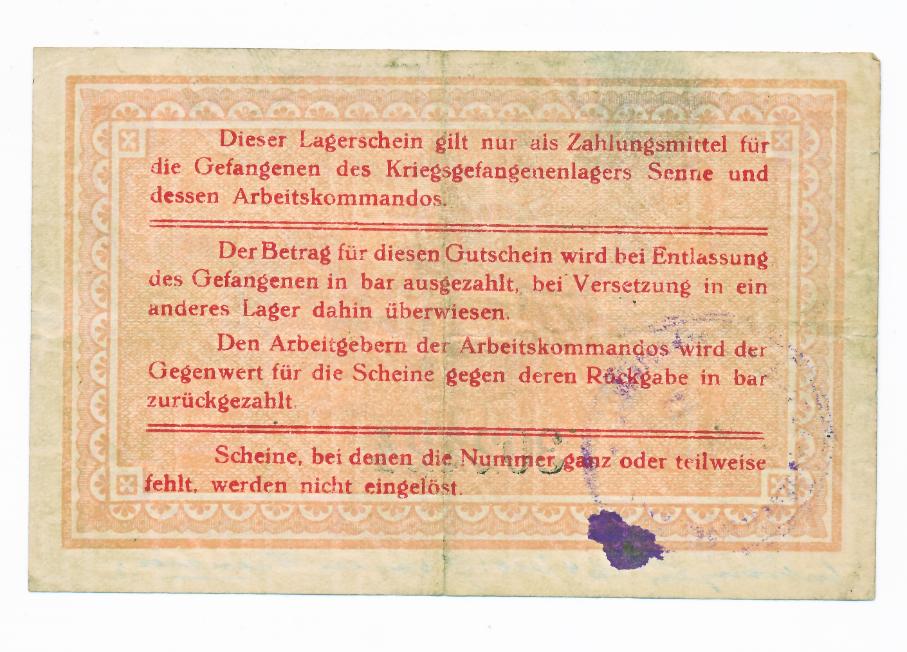 Dieser Lagerschein gilt nur als Zahlungsmittel für
die Gefangenen des Kriegsgefangenenlagers Senne und
dessen Arbeitskommandos.
Der Betrag für diesen Gutschein wird bei Entlassung
des Gefangenen in bar ausgezahlt, bei Versetzung in ein
anderes Lager dahin überwiesen.
Den Arbeitgebern der Arbeitskommandos wird der
Gegenwert für die Scheine gegen deren Rückgabe in bar
zurückgezahlt.
Scheine, bei denen die Nummer ganz oder teilweise
fehlt, werden nicht eingelöst.